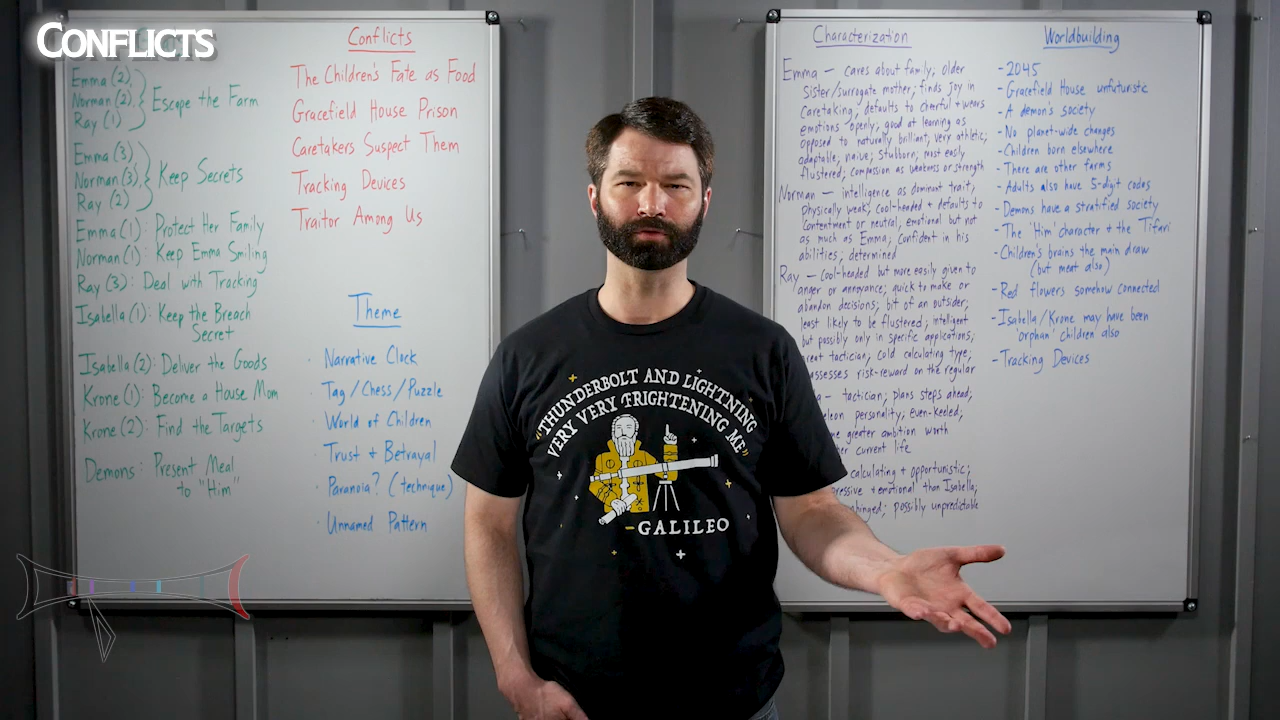 CONFLICTS
Emma (2)
Norman (2)
Ray (1)
Escape the Farm
Emma (3)
Norman (3)
Ray (2)
Keep Secrets
Emma (1): Protect Her Family
Norman (1): Keep Emma Smiling
Ray (3): Deal with Tracking
Isabella (1): Keep the Breach
Secret
Isabella (2): Deliver the Goods
Krone (1): Become a House Mom
Krone (2): Find the Targets
Demons: Present Meal
to "Him"
Conflicts
The Children's Fate as Food
Gracefield House Prison
Caretakers Suspect Them
Tracking Devices
Traitor Among Us
Theme
· Narrative Clock
· Tag/Chess/Puzzle
· World of Children
· Trust + Betrayal
· Paranoia? (technique)
· Unnamed Pattern
"THUNDERBOLT AND LIGHTNING
VERY VERY FRIGHTENING ME"
-GALILEO
Characterization
Emma — cares about family; older
sister/surrogate mother; finds joy in
caretaking; defaults to cheerful + wears
emotions openly; good at learning as
opposed to naturally brilliant; very athletic;
adaptable, naive; stubborn; most easily
flustered; compassion as weakness or strength
Norman — intelligence as dominant trait;
physically weak; cool-headed + defaults to
contentment or neutral; emotional but not
as much as Emma; confident in his
abilities; determined
Ray — cool-headed but more easily given to
anger or annoyance; quick to make or
abandon decisions; bit of an outsider;
least likely to be flustered; inteligent
but possibly only in specific applications;
reat tactician; cold calculating type;
assesses risk-reward on the regular
a — tactician; plans steps ahead;
leon personality; even-keeled;
me greater ambition worth
her current life
calculating + opportunistic;
pressive + emotional than Isabella;
hinged; possibly unpredictable
Worldbuilding
- 2045
- Gracefield House unfuturistic
- A demon's society
- No planet-wide changes
- Children born elsewhere
- There are other farms
- Adults also have 5-digit codes
- Demons have a stratified society
- The 'Him' character + the Tifari
- Children's brains the main draw
(but meat also)
- Red flowers somehow connected
- Isabella/Krone may have been
'orphan' children also
- Tracking Devices